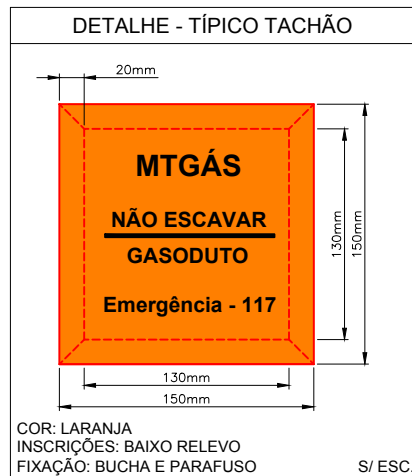 DETALHE - TÍPICO TACHÃO
20mm
MTGÁS
NÃO ESCAVAR
GASODUTO
Emergência - 117
130mm
150mm
130mm
150mm
COR: LARANJA
INSCRIÇÕES: BAIXO RELEVO
FIXAÇÃO: BUCHA E PARAFUSO S/ ESC.